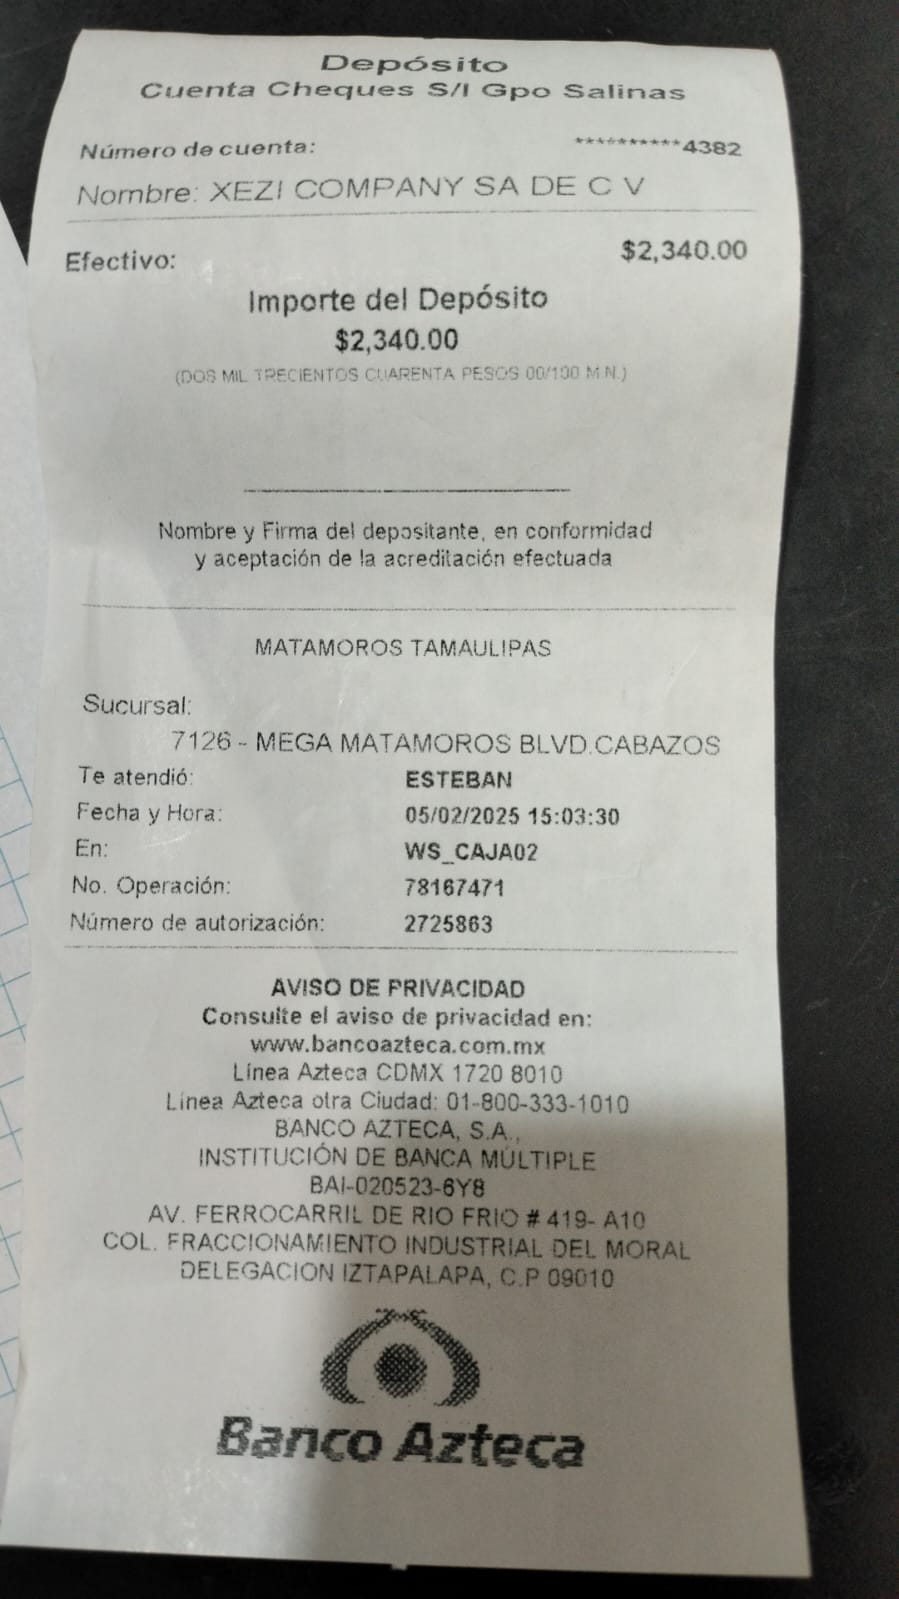 Depósito
Cuenta Cheques S/I Gpo Salinas
Número de cuenta: **********4382
Nombre: XEZI COMPANY SA DE C V
Efectivo: $2,340.00
Importe del Depósito
$2,340.00
(DOS MIL TRECIENTOS CUARENTA PESOS 00/100 M.N.)
Nombre y Firma del depositante, en conformidad
y aceptación de la acreditación efectuada
MATAMOROS TAMAULIPAS
Sucursal:
7126 - MEGA MATAMOROS BLVD.CABAZOS
Te atendió: ESTEBAN
Fecha y Hora: 05/02/2025 15:03:30
En: WS_CAJA02
No. Operación: 78167471
Número de autorización: 2725863
AVISO DE PRIVACIDAD
Consulte el aviso de privacidad en:
www.bancoazteca.com.mx
Línea Azteca CDMX 1720 8010
Línea Azteca otra Ciudad: 01-800-333-1010
BANCO AZTECA, S.A.,
INSTITUCIÓN DE BANCA MÚLTIPLE
BAI-020523-6Y8
AV. FERROCARRIL DE RIO FRIO # 419- A10
COL. FRACCIONAMIENTO INDUSTRIAL DEL MORAL
DELEGACION IZTAPALAPA, C.P 09010
Banco Azteca